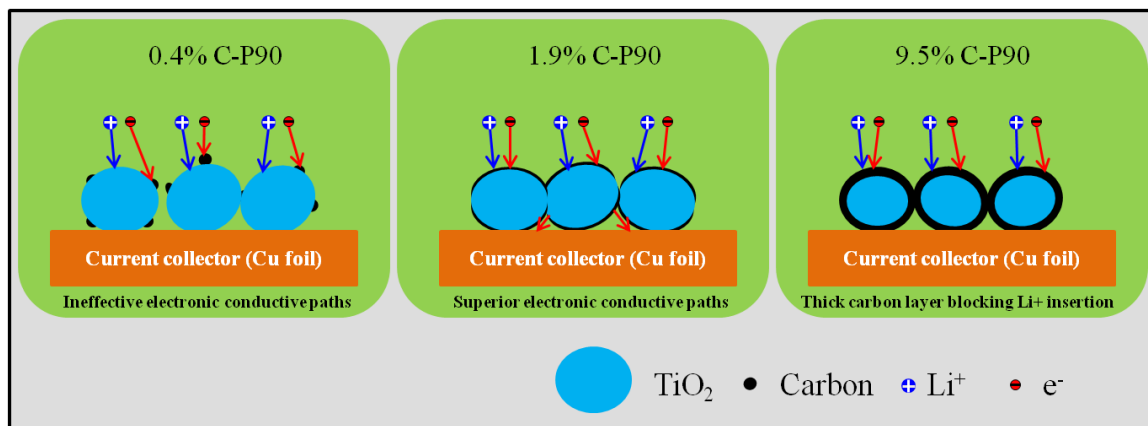 0.4% C-P90
Current collector (Cu foil)
Ineffective electronic conductive paths
1.9% C-P90
Current collector (Cu foil)
Superior electronic conductive paths
9.5% C-P90
Current collector (Cu foil)
Thick carbon layer blocking Li+ insertion
TiO₂ Carbon Li⁺ e⁻